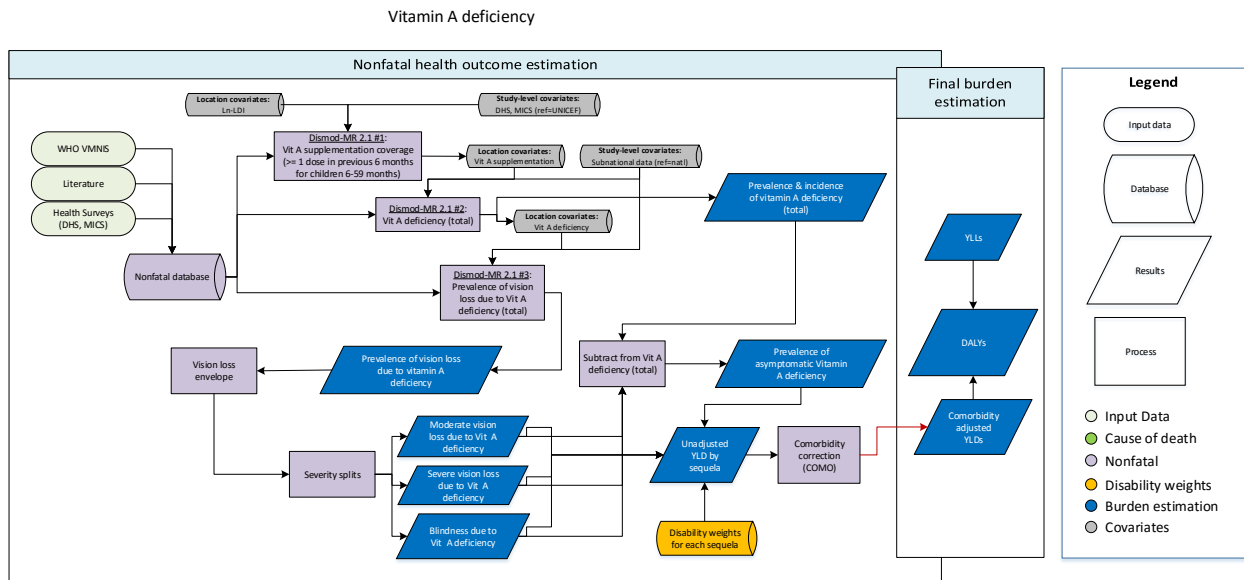 Vitamin A deficiency
Nonfatal health outcome estimation
Location covariates:
Ln-LDI
Study-level covariates:
DHS, MICS (ref=UNICEF)
WHO VMNIS
Literature
Health Surveys
(DHS, MICS)
Nonfatal database
Dismod-MR 2.1 #1:
Vit A supplementation coverage
(>= 1 dose in previous 6 months
for children 6-59 months)
Location covariates:
Vit A supplementation
Study-level covariates:
Subnational data (ref=natl)
Dismod-MR 2.1 #2:
Vit A deficiency (total)
Location covariates:
Vit A deficiency
Prevalence & incidence
of vitamin A deficiency
(total)
Dismod-MR 2.1 #3:
Prevalence of vision
loss due to Vit A
deficiency (total)
Vision loss
envelope
Prevalence of vision loss
due to vitamin A
deficiency
Subtract from Vit A
deficiency (total)
Prevalence of
asymptomatic Vitamin
A deficiency
Severity splits
Moderate vision
loss due to Vit A
deficiency
Severe vision loss
due to Vit A
deficiency
Blindness due to
Vit A deficiency
Unadjusted
YLD by
sequela
Comorbidity
correction
(COMO)
Disability weights
for each sequela
Final burden
estimation
YLLs
DALYs
Comorbidity
adjusted
YLDs
Legend
Input data
Database
Results
Process
Input Data
Cause of death
Nonfatal
Disability weights
Burden estimation
Covariates